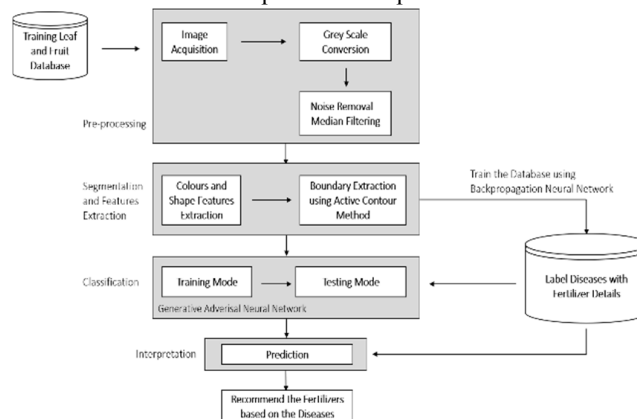 Training Leaf
and Fruit
Database
Image
Acquisition
Grey Scale
Conversion
Noise Removal
Median Filtering
Pre-processing
Segmentation
and Features
Extraction
Colours and
Shape Features
Extraction
Boundary Extraction
using Active Contour
Method
Train the Database using
Backpropagation Neural Network
Classification
Training Mode
Testing Mode
Generative Adverisal Neural Network
Label Diseases with
Fertilizer Details
Interpretation
Prediction
Recommend the Fertilizers
based on the Diseases